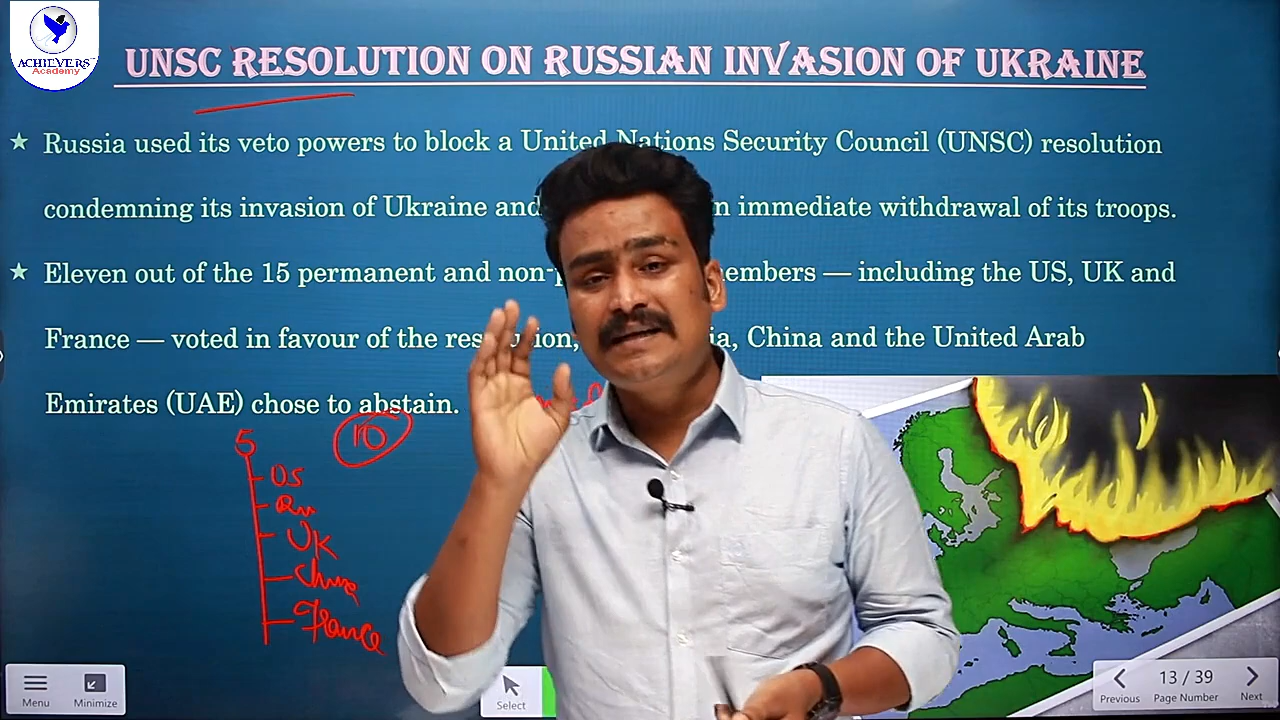 ACHIEVERS
Academy
UNSC RESOLUTION ON RUSSIAN INVASION OF UKRAINE
Russia used its veto powers to block a United Nations Security Council (UNSC) resolution
condemning its invasion of Ukraine and immediate withdrawal of its troops.
Eleven out of the 15 permanent and — including the US, UK and
France — voted in favour of the China and the United Arab
Emirates (UAE) chose to abstain.
5
10
US
Ru
UK
China
France
Menu
Minimize
Select
13 / 39
Previous
Page Number
Next